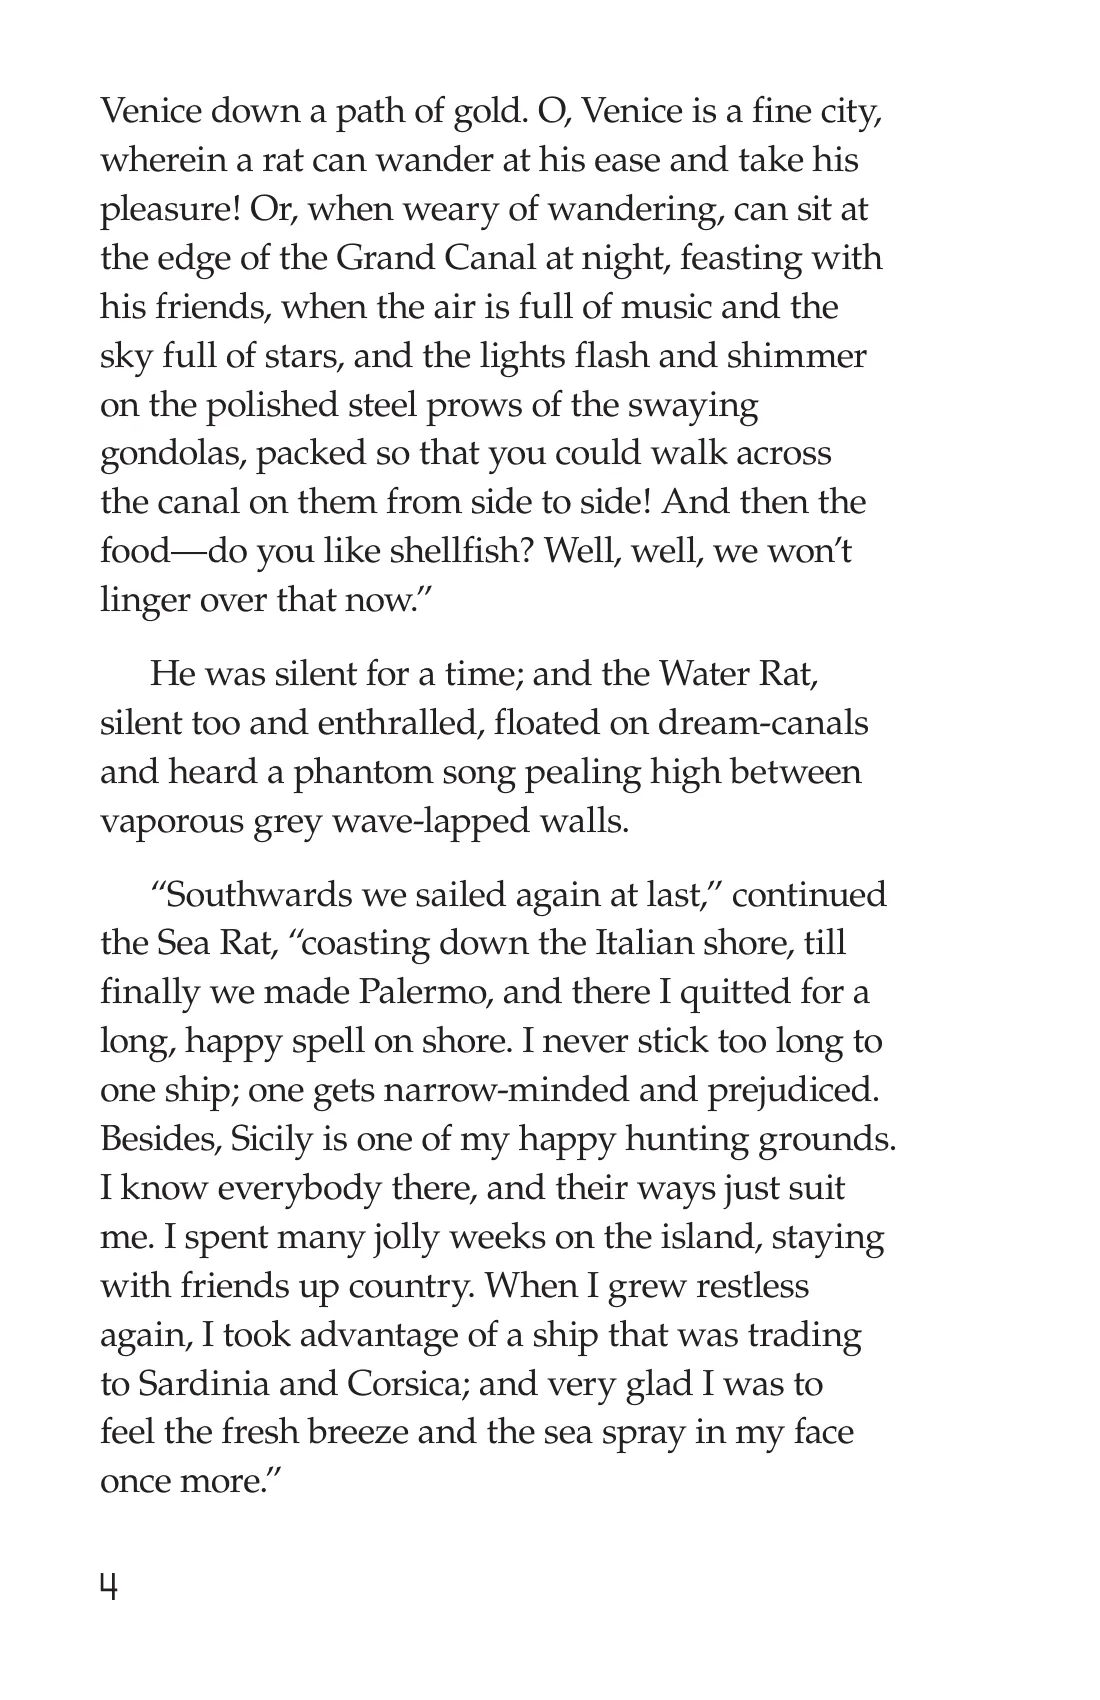 Venice down a path of gold. O, Venice is a fine city,
wherein a rat can wander at his ease and take his
pleasure! Or, when weary of wandering, can sit at
the edge of the Grand Canal at night, feasting with
his friends, when the air is full of music and the
sky full of stars, and the lights flash and shimmer
on the polished steel prows of the swaying
gondolas, packed so that you could walk across
the canal on them from side to side! And then the
food—do you like shellfish? Well, well, we won’t
linger over that now.”
He was silent for a time; and the Water Rat,
silent too and enthralled, floated on dream-canals
and heard a phantom song pealing high between
vaporous grey wave-lapped walls.
“Southwards we sailed again at last,” continued
the Sea Rat, “coasting down the Italian shore, till
finally we made Palermo, and there I quitted for a
long, happy spell on shore. I never stick too long to
one ship; one gets narrow-minded and prejudiced.
Besides, Sicily is one of my happy hunting grounds.
I know everybody there, and their ways just suit
me. I spent many jolly weeks on the island, staying
with friends up country. When I grew restless
again, I took advantage of a ship that was trading
to Sardinia and Corsica; and very glad I was to
feel the fresh breeze and the sea spray in my face
once more.”
4